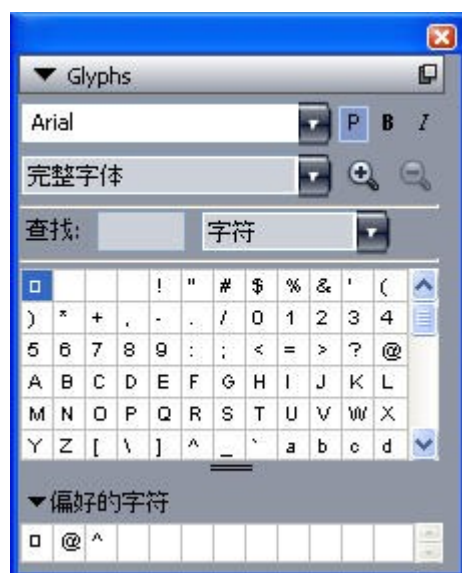 Glyphs
Arial P B I
完整字体
查找: 字符
! " # $ % & ' (
) * + , - . / 0 1 2 3 4
5 6 7 8 9 : ; < = > ? @
A B C D E F G H I J K L
M N O P Q R S T U V W X
Y Z [ \ ] ^ _ ` a b c d
偏好的字符
@ ^